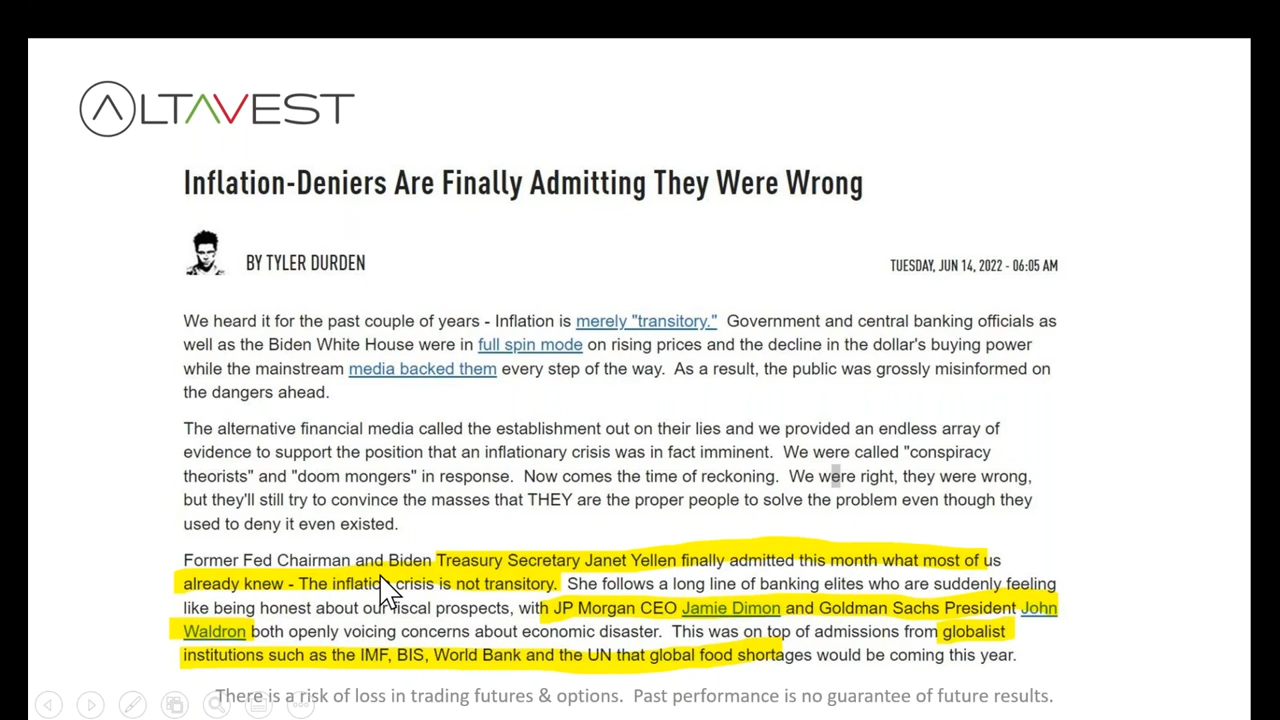 ALTAVEST
Inflation-Deniers Are Finally Admitting They Were Wrong
BY TYLER DURDEN
TUESDAY, JUN 14, 2022 - 06:05 AM
We heard it for the past couple of years - Inflation is merely "transitory." Government and central banking officials as
well as the Biden White House were in full spin mode on rising prices and the decline in the dollar's buying power
while the mainstream media backed them every step of the way. As a result, the public was grossly misinformed on
the dangers ahead.
The alternative financial media called the establishment out on their lies and we provided an endless array of
evidence to support the position that an inflationary crisis was in fact imminent. We were called "conspiracy
theorists" and "doom mongers" in response. Now comes the time of reckoning. We were right, they were wrong,
but they'll still try to convince the masses that THEY are the proper people to solve the problem even though they
used to deny it even existed.
Former Fed Chairman and Biden Treasury Secretary Janet Yellen finally admitted this month what most of us
already knew - The inflation crisis is not transitory. She follows a long line of banking elites who are suddenly feeling
like being honest about our fiscal prospects, with JP Morgan CEO Jamie Dimon and Goldman Sachs President John
Waldron both openly voicing concerns about economic disaster. This was on top of admissions from globalist
institutions such as the IMF, BIS, World Bank and the UN that global food shortages would be coming this year.
There is a risk of loss in trading futures & options. Past performance is no guarantee of future results.